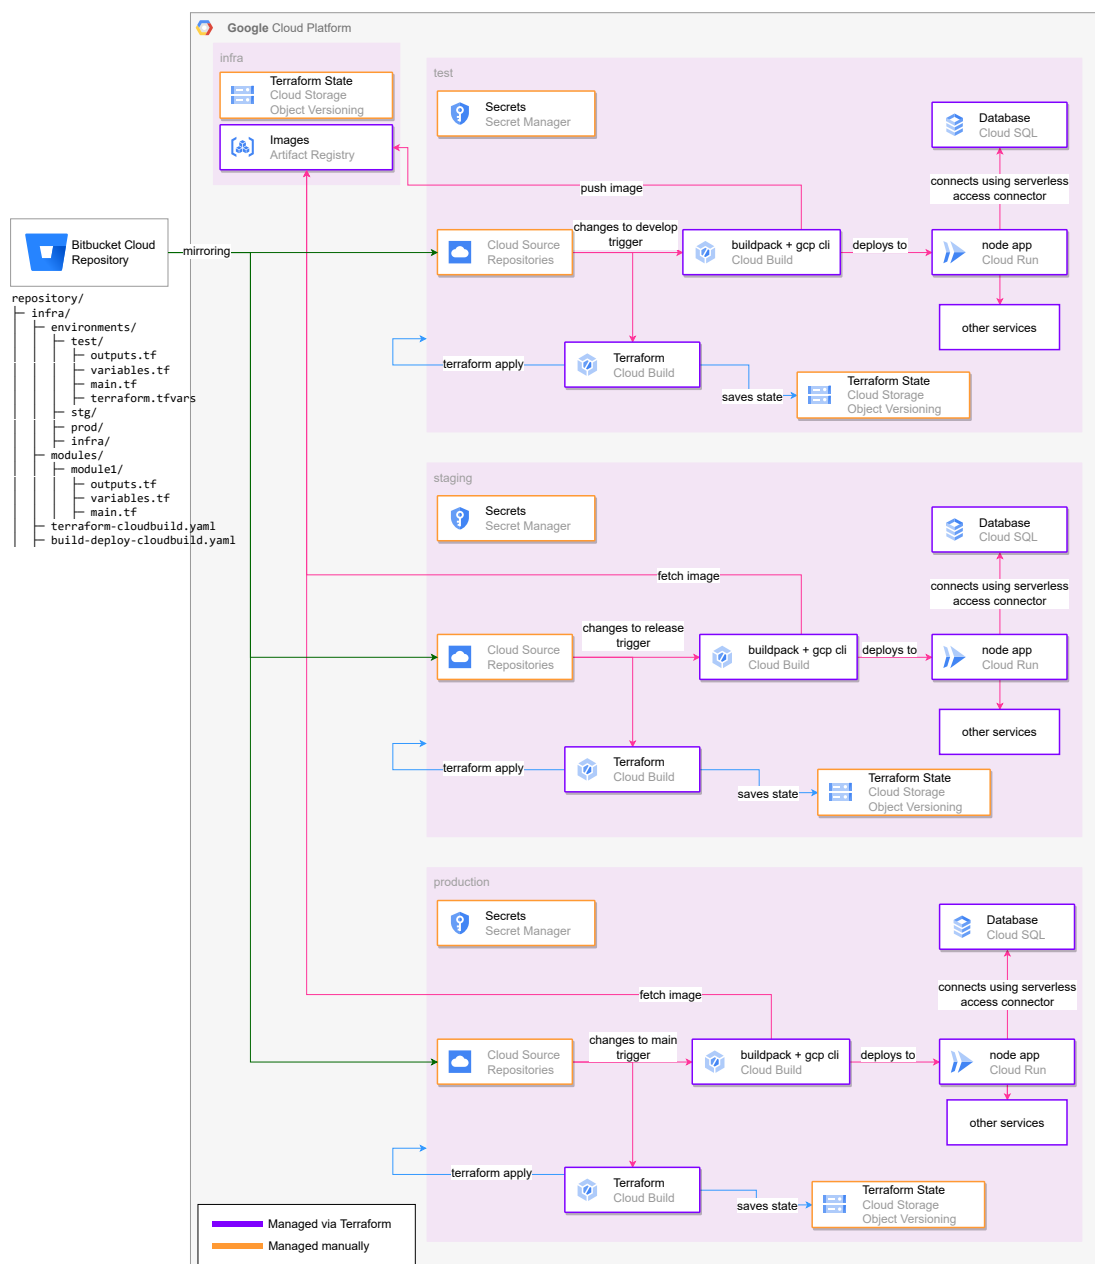 Google Cloud Platform
infra
Terraform State
Cloud Storage
Object Versioning
Images
Artifact Registry
Bitbucket Cloud
Repository
mirroring
repository/
infra/
environments/
test/
outputs.tf
variables.tf
main.tf
terraform.tfvars
stg/
prod/
infra/
modules/
module1/
outputs.tf
variables.tf
main.tf
terraform-cloudbuild.yaml
build-deploy-cloudbuild.yaml
test
Secrets
Secret Manager
Database
Cloud SQL
push image
connects using serverless
access connector
Cloud Source
Repositories
changes to develop
trigger
buildpack + gcp cli
Cloud Build
deploys to
node app
Cloud Run
other services
terraform apply
Terraform
Cloud Build
saves state
Terraform State
Cloud Storage
Object Versioning
staging
Secrets
Secret Manager
Database
Cloud SQL
fetch image
connects using serverless
access connector
Cloud Source
Repositories
changes to release
trigger
buildpack + gcp cli
Cloud Build
deploys to
node app
Cloud Run
other services
terraform apply
Terraform
Cloud Build
saves state
Terraform State
Cloud Storage
Object Versioning
production
Secrets
Secret Manager
Database
Cloud SQL
fetch image
connects using serverless
access connector
Cloud Source
Repositories
changes to main
trigger
buildpack + gcp cli
Cloud Build
deploys to
node app
Cloud Run
other services
terraform apply
Terraform
Cloud Build
saves state
Terraform State
Cloud Storage
Object Versioning
Managed via Terraform
Managed manually